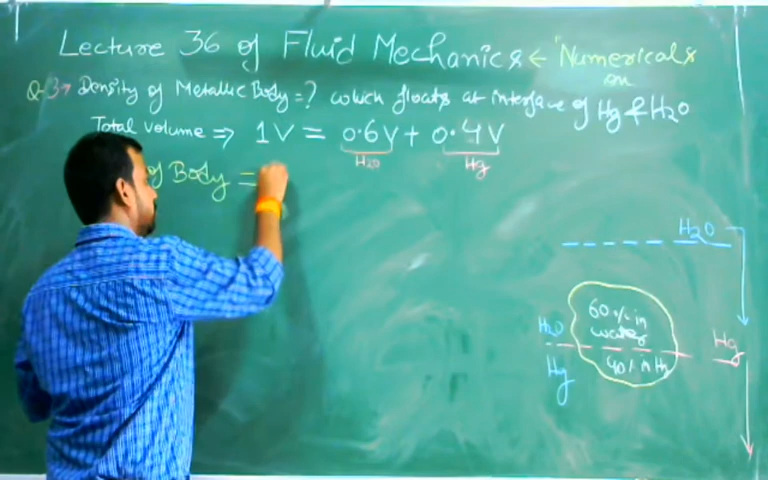 Lecture 36 of Fluid Mechanics ← Numericals
on
Q-3 → Density of Metallic Body = ? which floats at interface of Hg & H2O
Total volume ⇒ 1V = 0.6V + 0.4V
H2O Hg
of Body =
H2O
60% in
water
H2O
Hg
40% in Hg
Hg